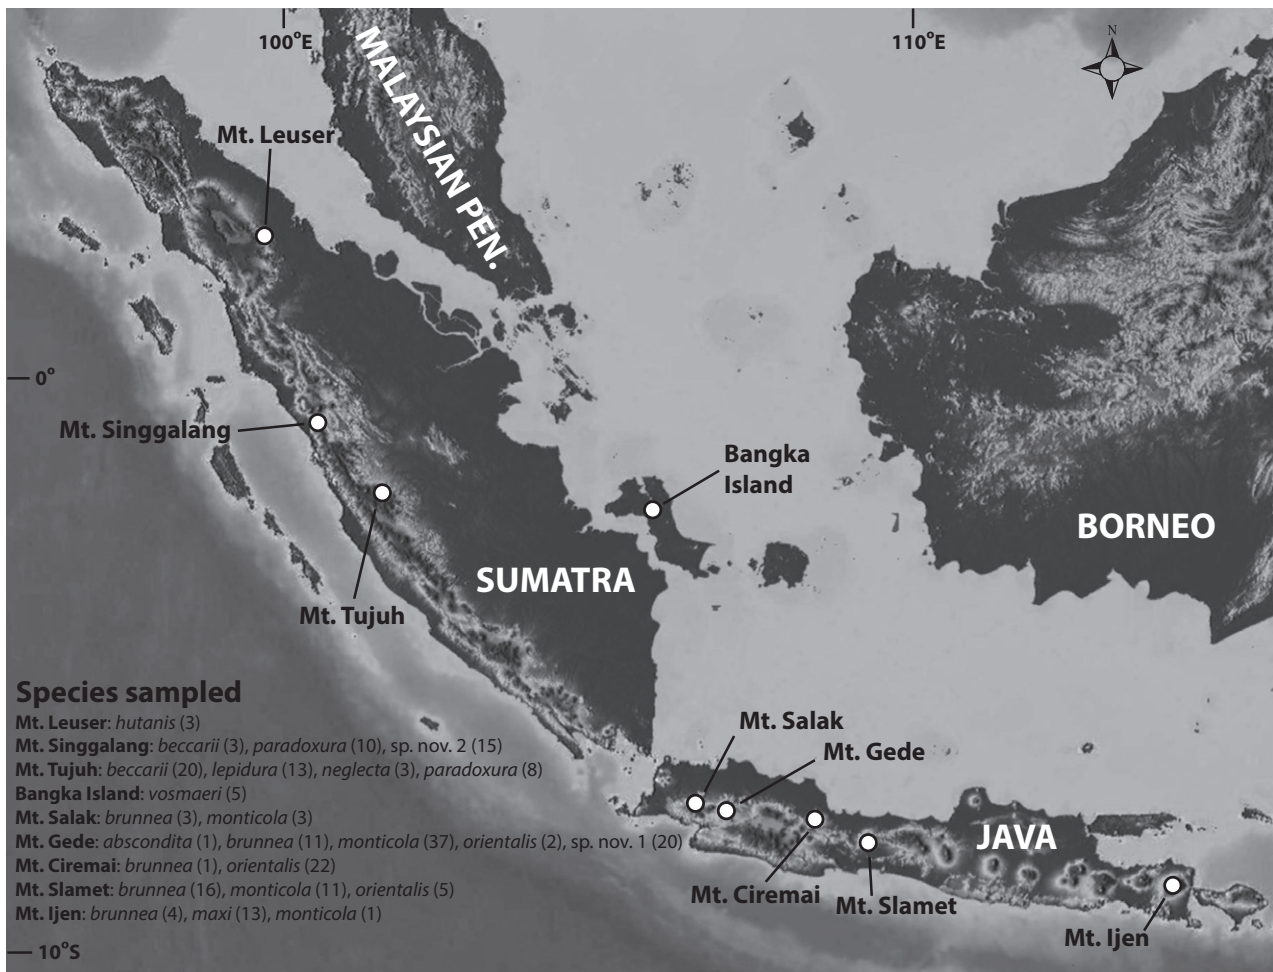 100°E
110°E
N
MALAYSIAN PEN.
Mt. Leuser
0°
Mt. Singgalang
Bangka
Island
BORNEO
SUMATRA
Mt. Tujuh
Species sampled
Mt. Leuser: hutanis (3)
Mt. Singgalang: beccarii (3), paradoxura (10), sp. nov. 2 (15)
Mt. Tujuh: beccarii (20), lepidura (13), neglecta (3), paradoxura (8)
Bangka Island: vosmaeri (5)
Mt. Salak: brunnea (3), monticola (3)
Mt. Gede: abscondita (1), brunnea (11), monticola (37), orientalis (2), sp. nov. 1 (20)
Mt. Ciremai: brunnea (1), orientalis (22)
Mt. Slamet: brunnea (16), monticola (11), orientalis (5)
Mt. Ijen: brunnea (4), maxi (13), monticola (1)
Mt. Salak
Mt. Gede
JAVA
Mt. Ciremai
Mt. Slamet
Mt. Ijen
10°S